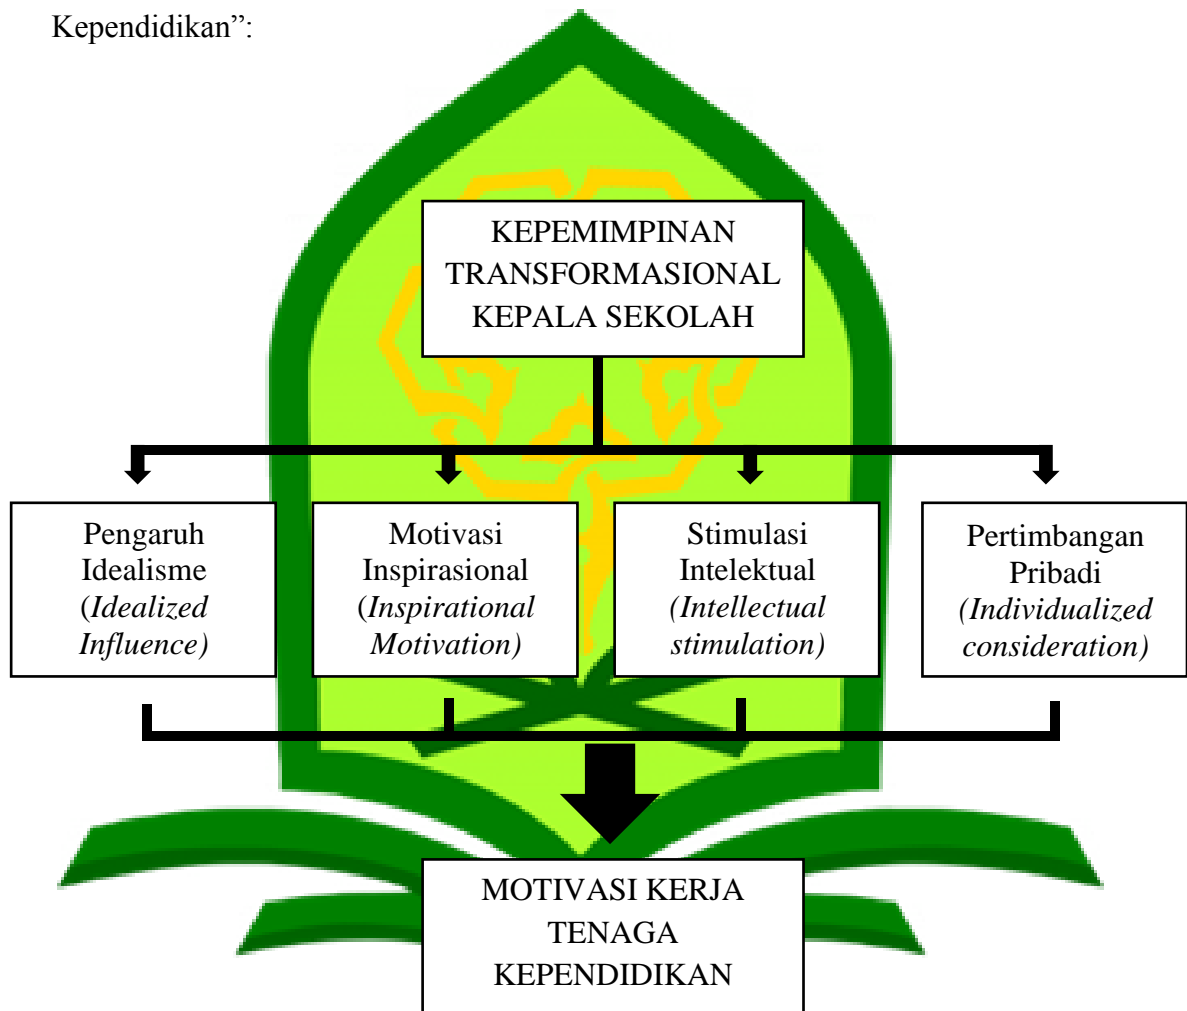 Kependidikan”:
KEPEMIMPINAN
TRANSFORMASIONAL
KEPALA SEKOLAH
Pengaruh
Idealisme
(Idealized
Influence)
Motivasi
Inspirasional
(Inspirational
Motivation)
Stimulasi
Intelektual
(Intellectual
stimulation)
Pertimbangan
Pribadi
(Individualized
consideration)
MOTIVASI KERJA
TENAGA
KEPENDIDIKAN